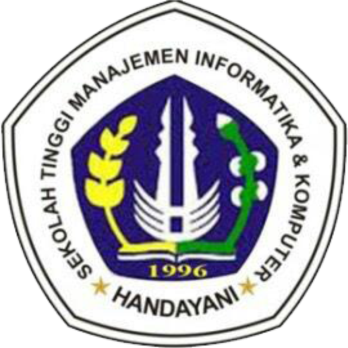 SEKOLAH TINGGI MANAJEMEN INFORMATIKA & KOMPUTER
1996
HANDAYANI